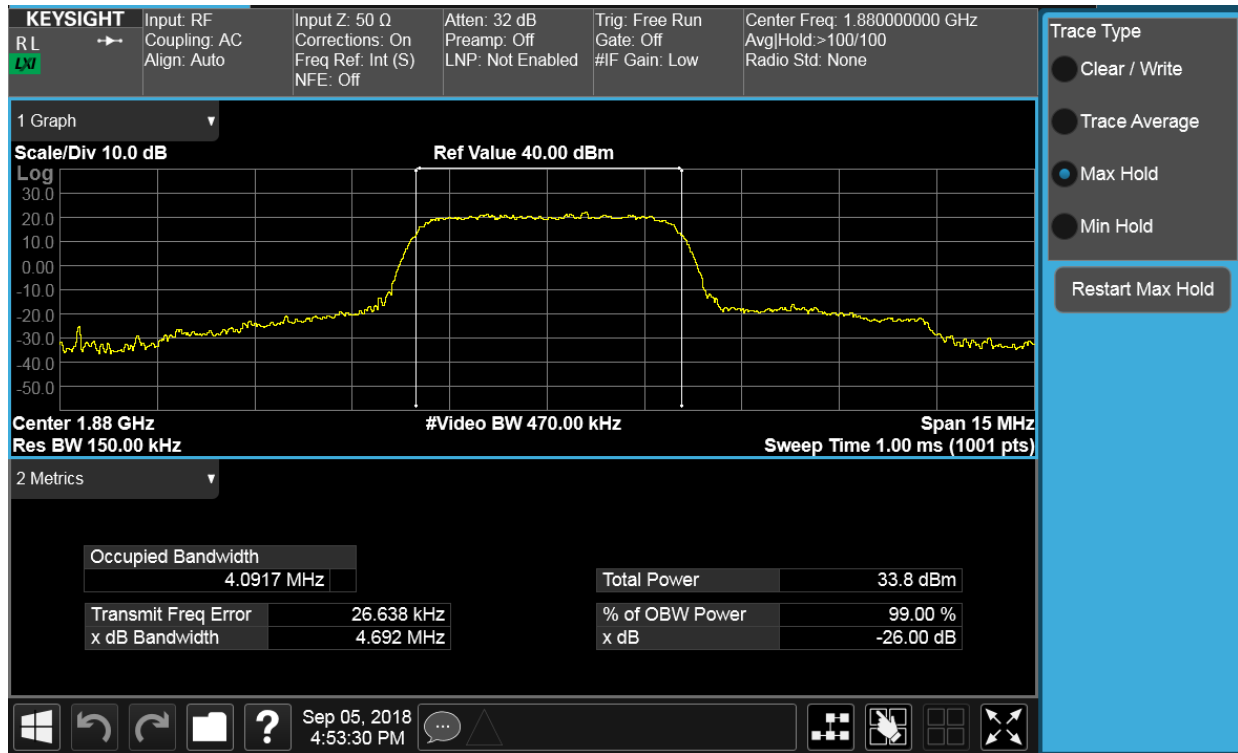 KEYSIGHT
R L
LXI
Input: RF
Coupling: AC
Align: Auto
Input Z: 50 Ω
Corrections: On
Freq Ref: Int (S)
NFE: Off
Atten: 32 dB
Preamp: Off
LNP: Not Enabled
Trig: Free Run
Gate: Off
#IF Gain: Low
Center Freq: 1.880000000 GHz
Avg|Hold:>100/100
Radio Std: None
Trace Type
Clear / Write
Trace Average
Max Hold
Min Hold
Restart Max Hold
1 Graph
Scale/Div 10.0 dB
Ref Value 40.00 dBm
Log
30.0
20.0
10.0
0.00
-10.0
-20.0
-30.0
-40.0
-50.0
Center 1.88 GHz
#Video BW 470.00 kHz
Span 15 MHz
Res BW 150.00 kHz
Sweep Time 1.00 ms (1001 pts)
2 Metrics
Occupied Bandwidth
4.0917 MHz
Total Power 33.8 dBm
Transmit Freq Error 26.638 kHz
% of OBW Power 99.00 %
x dB Bandwidth 4.692 MHz
x dB -26.00 dB
?
Sep 05, 2018
4:53:30 PM